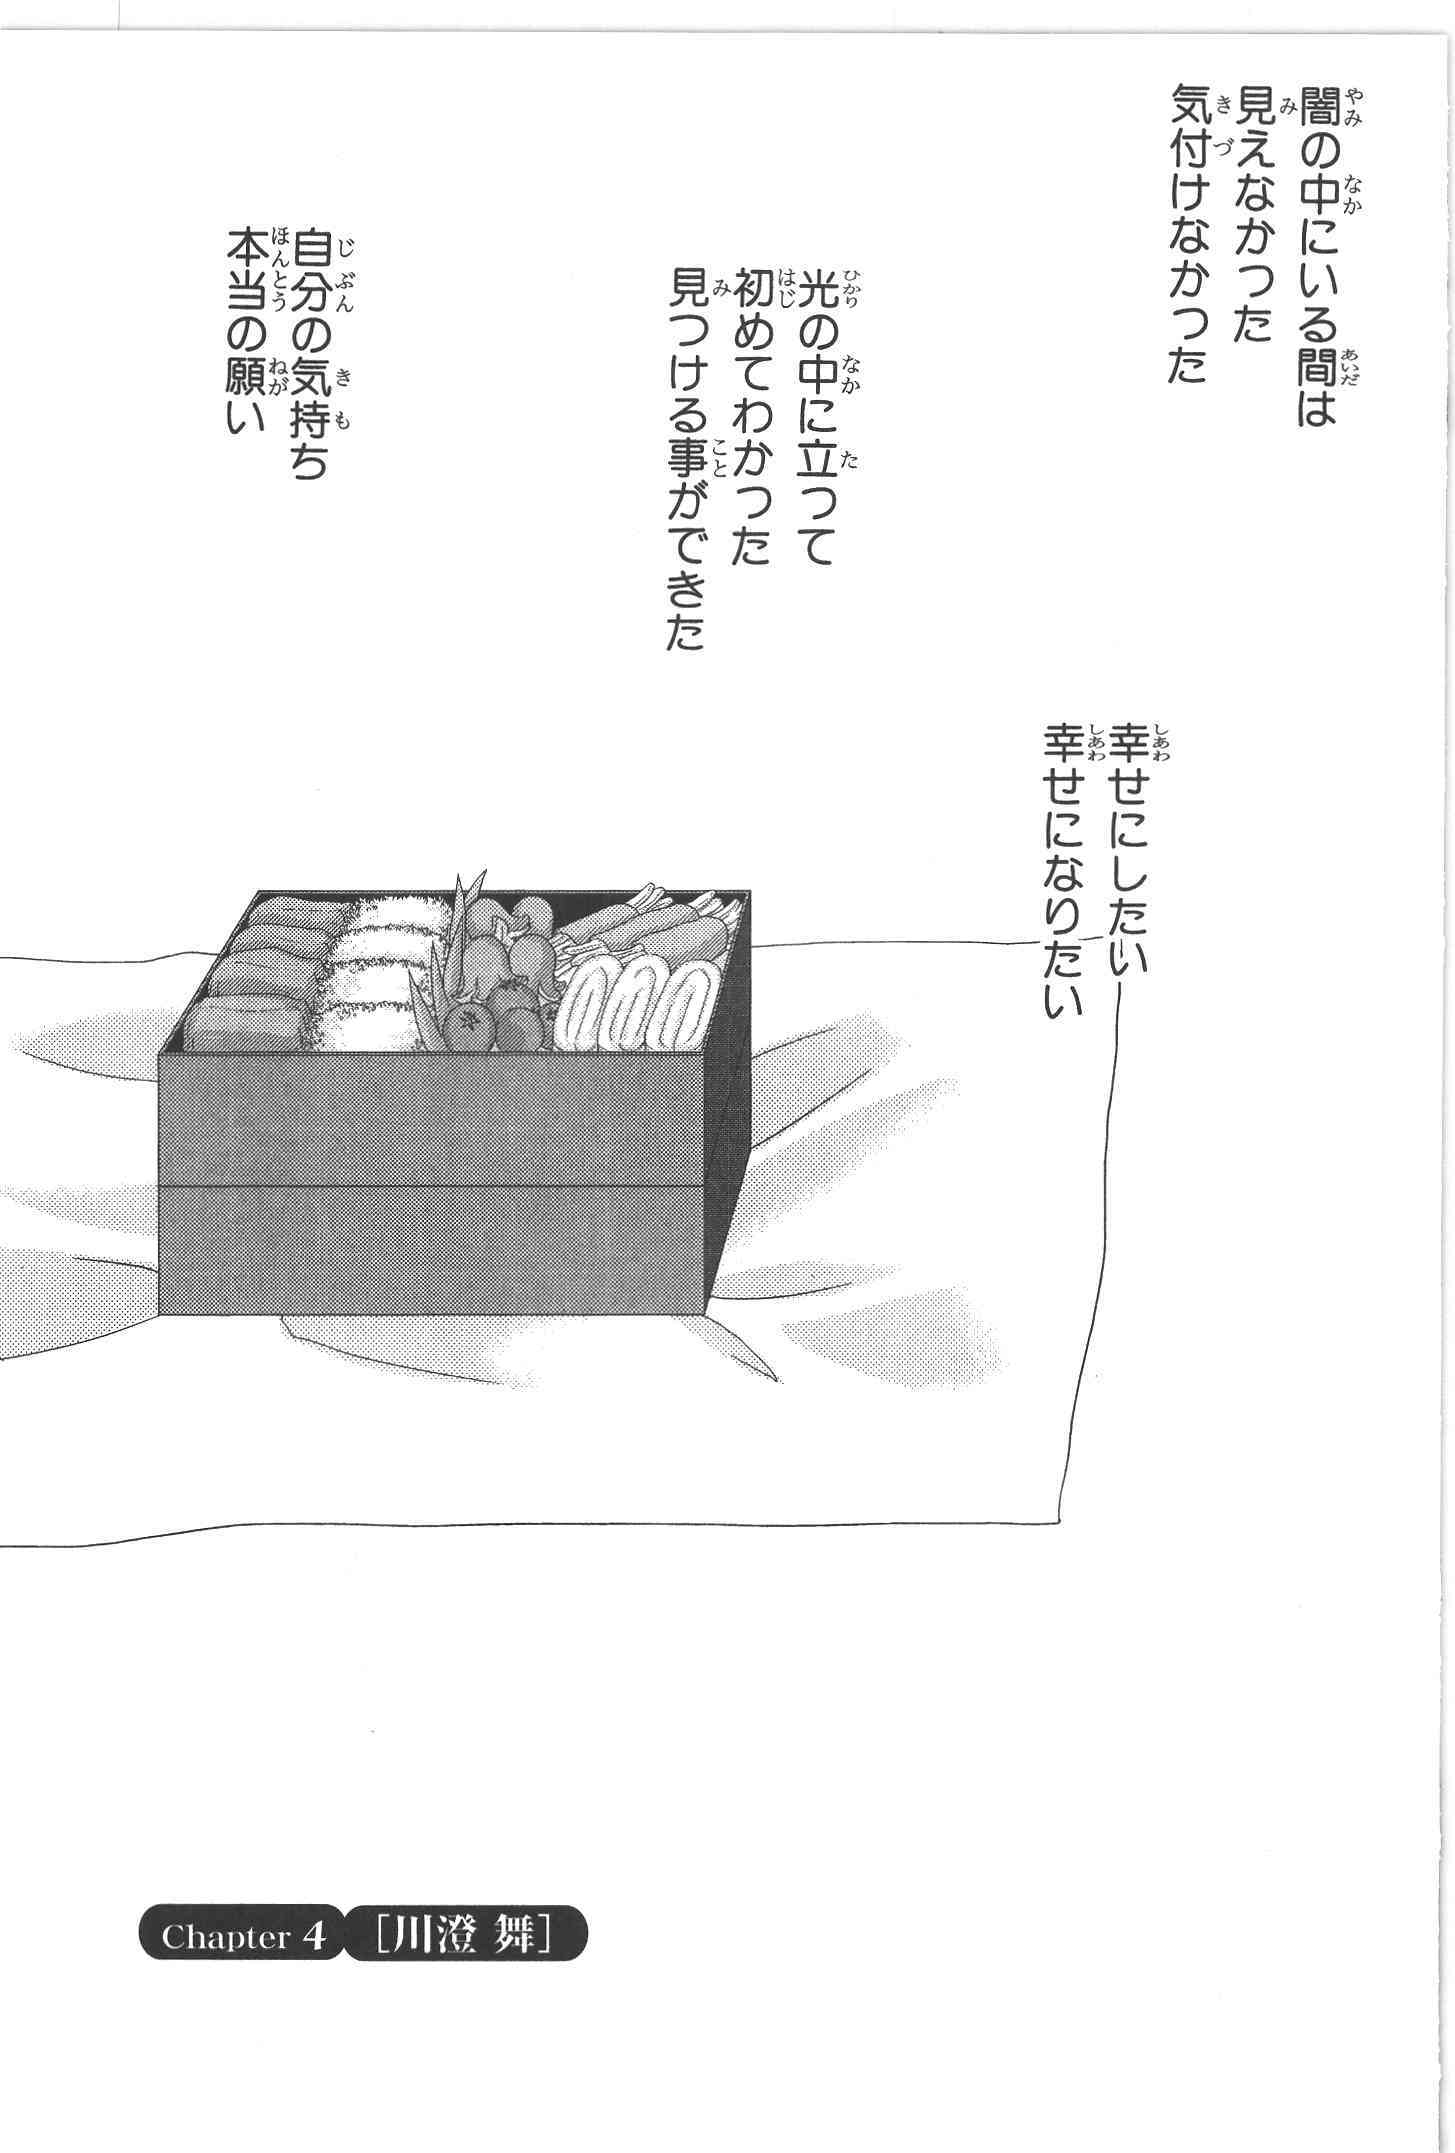 闇の中にいる間は
見えなかった
気付けなかった
光の中に立って
初めてわかった
見つける事ができた
自分の気持ち
本当の願い
幸せにしたい
幸せになりたい
Chapter 4 [川澄 舞]